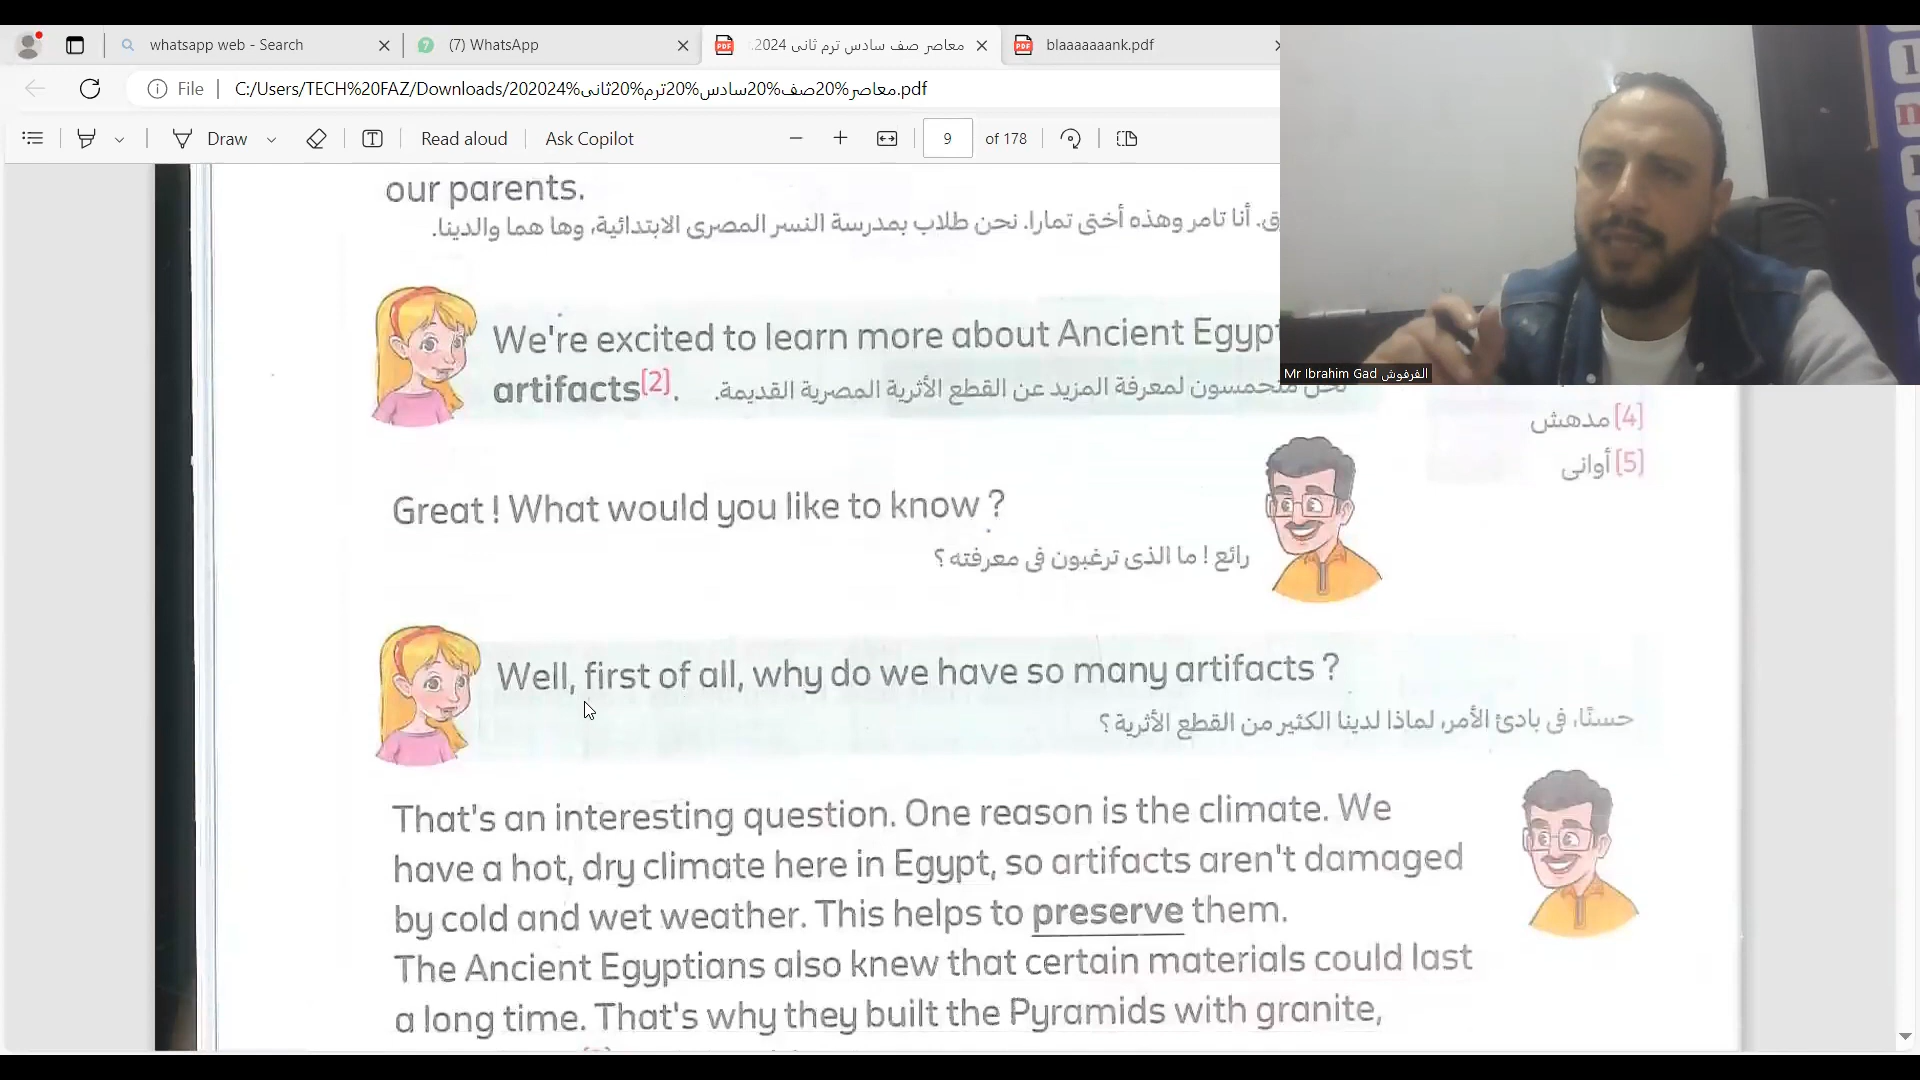 whatsapp web - Search
(7) WhatsApp
معاصر صف سادس ترم ثانى 2024
blaaaaaaank.pdf
File
C:/Users/TECH%20FAZ/Downloads/202024%معاصر%20صف%20سادس%20ترم%20ثانى.pdf
Draw
Read aloud
Ask Copilot
9 of 178
our parents.
أنا تامر وهذه أختى تمارا. نحن طلاب بمدرسة النسر المصرى الابتدائية، وها هما والدينا.
We're excited to learn more about Ancient Egypt
artifacts[2].
نحن متحمسون لمعرفة المزيد عن القطع الأثرية المصرية القديمة.
Mr Ibrahim Gad الفرفوش
[4] مدهش
[5] أوانى
Great ! What would you like to know ?
رائع ! ما الذى ترغبون فى معرفته ؟
Well, first of all, why do we have so many artifacts ?
حسنًا، فى بادئ الأمر، لماذا لدينا الكثير من القطع الأثرية ؟
That's an interesting question. One reason is the climate. We
have a hot, dry climate here in Egypt, so artifacts aren't damaged
by cold and wet weather. This helps to preserve them.
The Ancient Egyptians also knew that certain materials could last
a long time. That's why they built the Pyramids with granite,